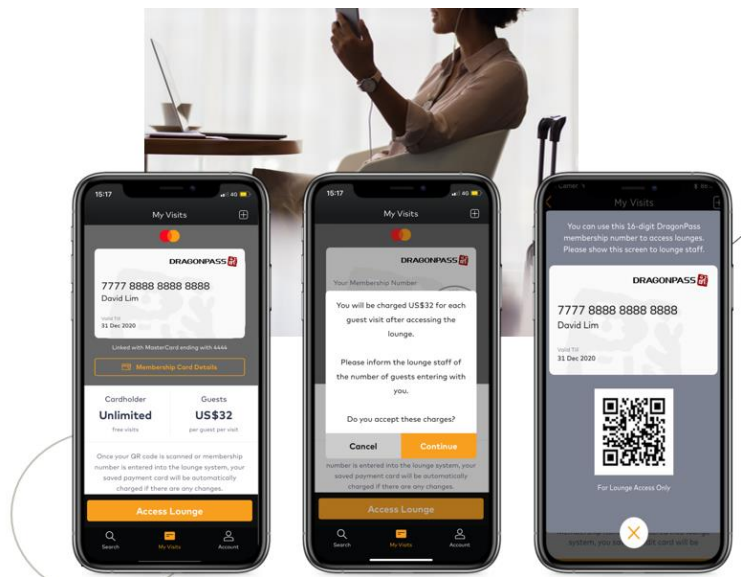 15:17
4G
My Visits
DRAGONPASS
7777 8888 8888 8888
David Lim
Valid Till
31 Dec 2020
Linked with MasterCard ending with 4444
Membership Card Details
Cardholder
Unlimited
free visits
Guests
US$32
per guest per visit
Once your QR code is scanned or membership
number is entered into the lounge system, your
saved payment card will be automatically
charged if there are any changes.
Access Lounge
Search
My Visits
Account
15:17
4G
My Visits
DRAGONPASS
Your Membership Number
You will be charged US$32 for each
guest visit after accessing the
lounge.
Please inform the lounge staff of
the number of guests entering with
you.
Do you accept these charges?
Cancel
Continue
number is entered into the lounge system, your
saved payment card will be automatically
charged if there are any changes.
Access Lounge
Search
My Visits
Account
My Visits
You can use this 16-digit DragonPass
membership number to access lounges.
Please show this screen to lounge staff.
DRAGONPASS
7777 8888 8888 8888
David Lim
Valid Till
31 Dec 2020
For Lounge Access Only